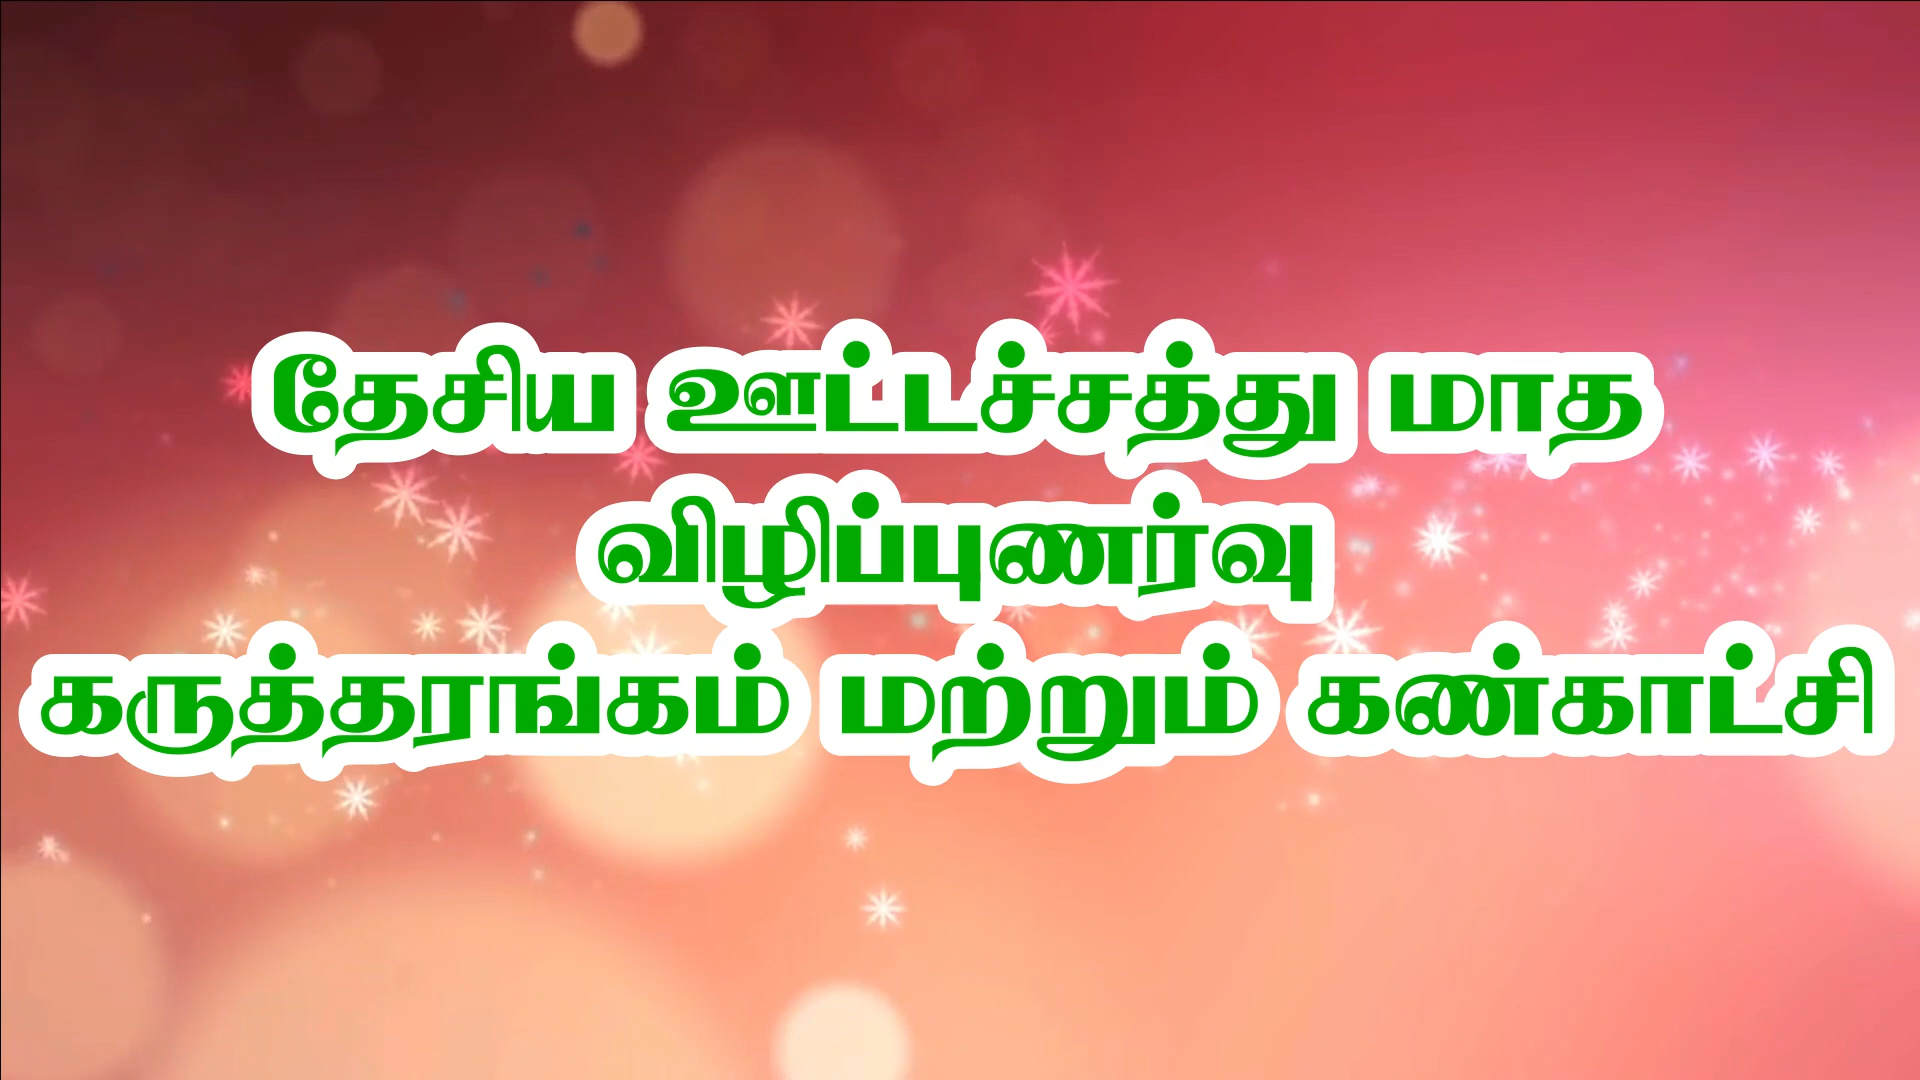 தேசிய ஊட்டச்சத்து மாத
விழிப்புணர்வு
கருத்தரங்கம் மற்றும் கண்காட்சி